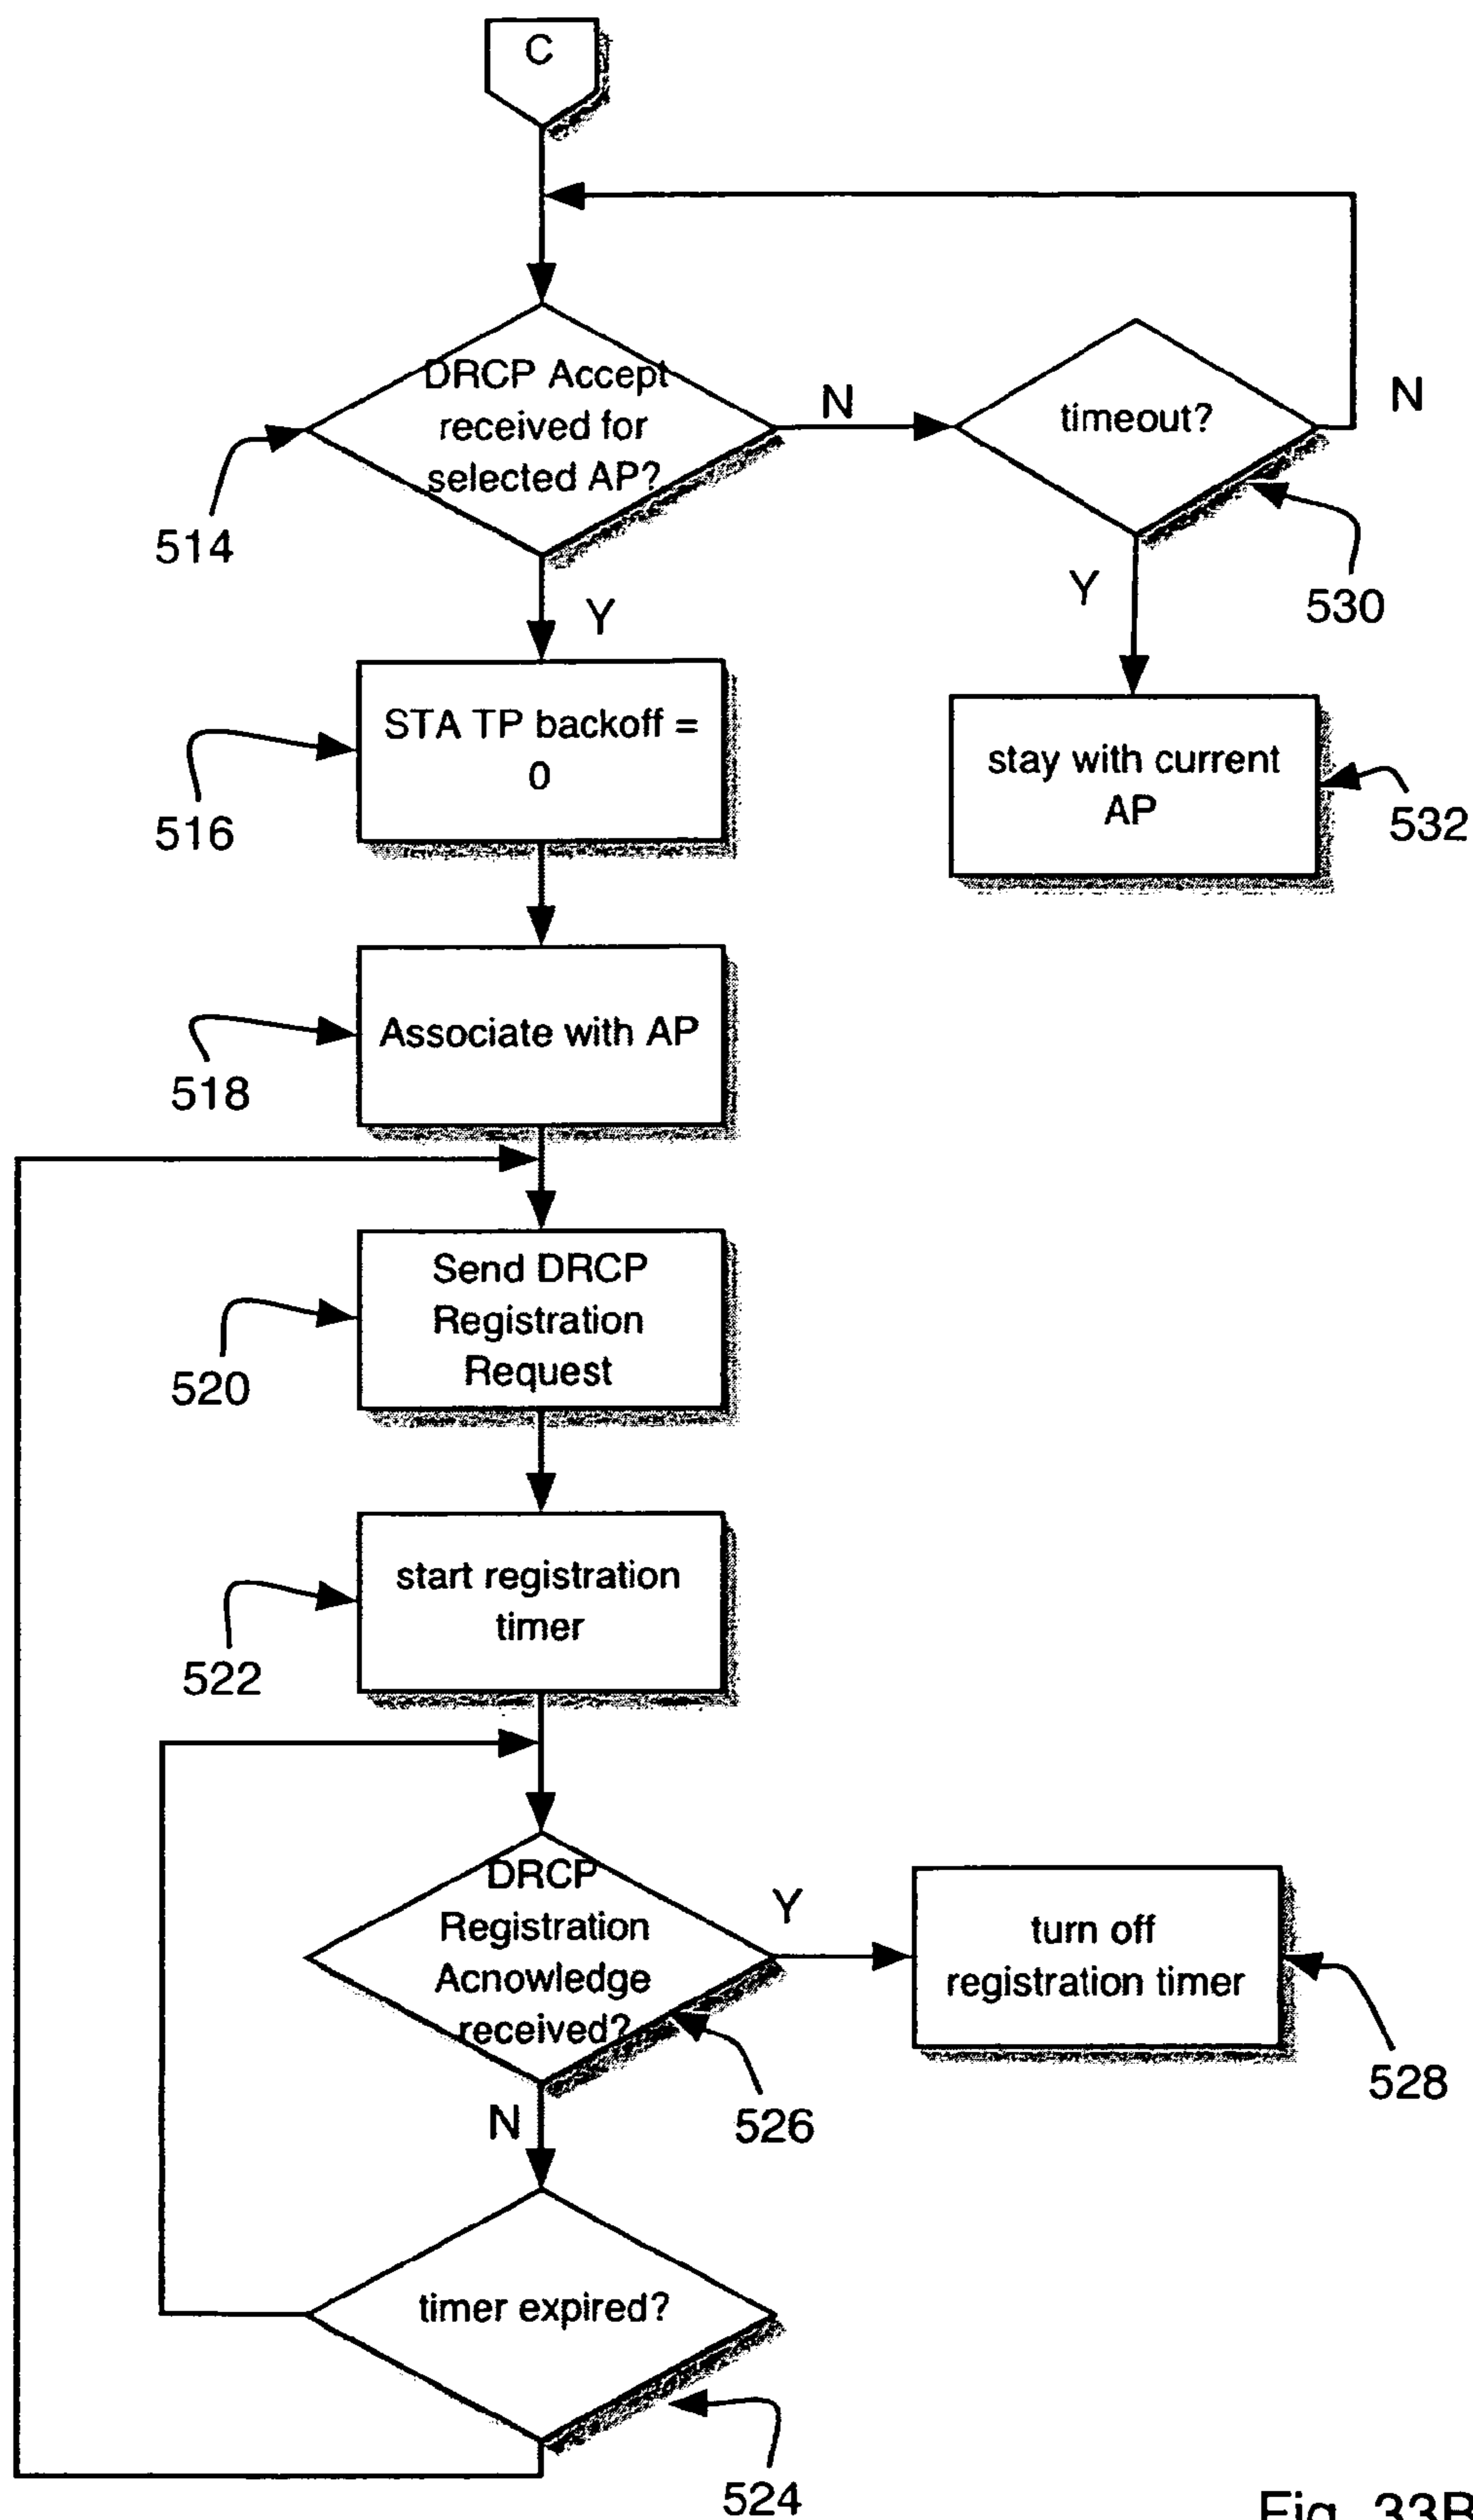 C
DRCP Accept
received for
selected AP?
N
timeout?
N
514
Y
Y
530
STA TP backoff =
0
stay with current
AP
516
532
Associate with AP
518
Send DRCP
Registration
Request
520
start registration
timer
522
DRCP
Registration
Acnowledge
received?
Y
turn off
registration timer
526
528
N
timer expired?
524
Fig. 33B